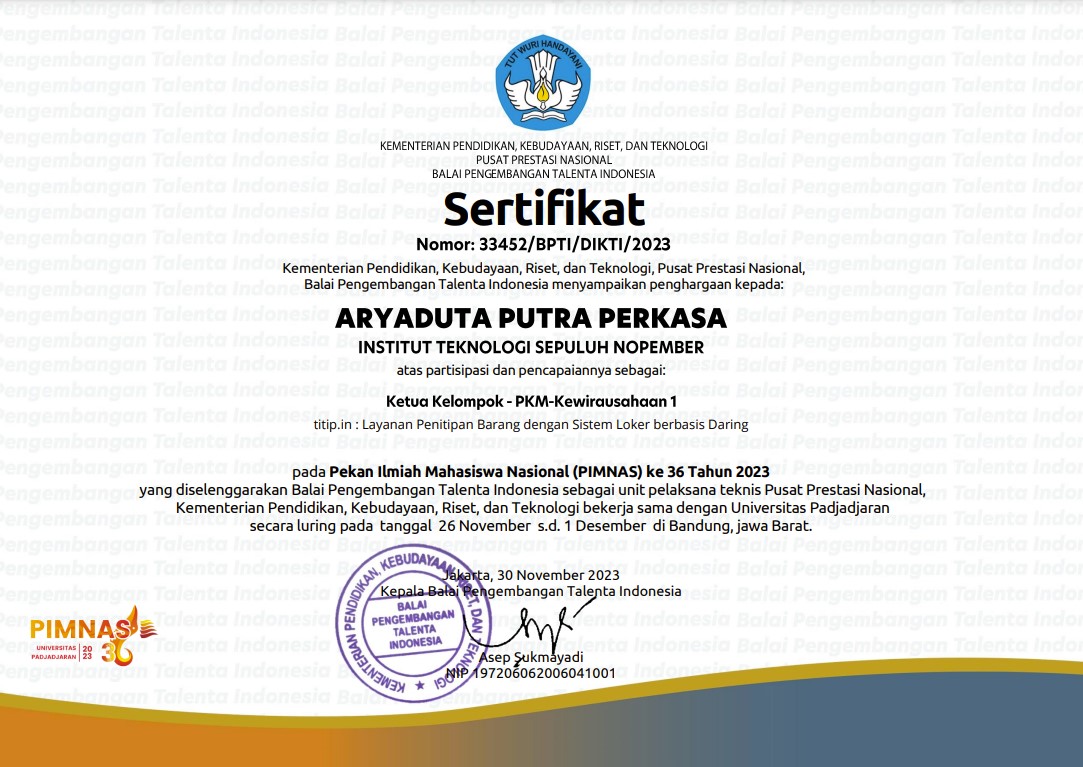 TUT WURI HANDAYANI
KEMENTERIAN PENDIDIKAN, KEBUDAYAAN, RISET, DAN TEKNOLOGI
PUSAT PRESTASI NASIONAL
BALAI PENGEMBANGAN TALENTA INDONESIA
Sertifikat
Nomor: 33452/BPTI/DIKTI/2023
Kementerian Pendidikan, Kebudayaan, Riset, dan Teknologi, Pusat Prestasi Nasional,
Balai Pengembangan Talenta Indonesia menyampaikan penghargaan kepada:
ARYADUTA PUTRA PERKASA
INSTITUT TEKNOLOGI SEPULUH NOPEMBER
atas partisipasi dan pencapaiannya sebagai:
Ketua Kelompok - PKM-Kewirausahaan 1
titip.in : Layanan Penitipan Barang dengan Sistem Loker berbasis Daring
pada Pekan Ilmiah Mahasiswa Nasional (PIMNAS) ke 36 Tahun 2023
yang diselenggarakan Balai Pengembangan Talenta Indonesia sebagai unit pelaksana teknis Pusat Prestasi Nasional,
Kementerian Pendidikan, Kebudayaan, Riset, dan Teknologi bekerja sama dengan Universitas Padjadjaran
secara luring pada tanggal 26 November s.d. 1 Desember di Bandung, jawa Barat.
Jakarta, 30 November 2023
Kepala Balai Pengembangan Talenta Indonesia
KEMENTERIAN PENDIDIKAN, KEBUDAYAAN, RISET, DAN TEKNOLOGI
BALAI
PENGEMBANGAN
TALENTA
INDONESIA
Asep Sukmayadi
NIP 197206062006041001
PIMNAS
UNIVERSITAS
PADJADJARAN
20
23
36
Balai Pengembangan Talenta Indonesia